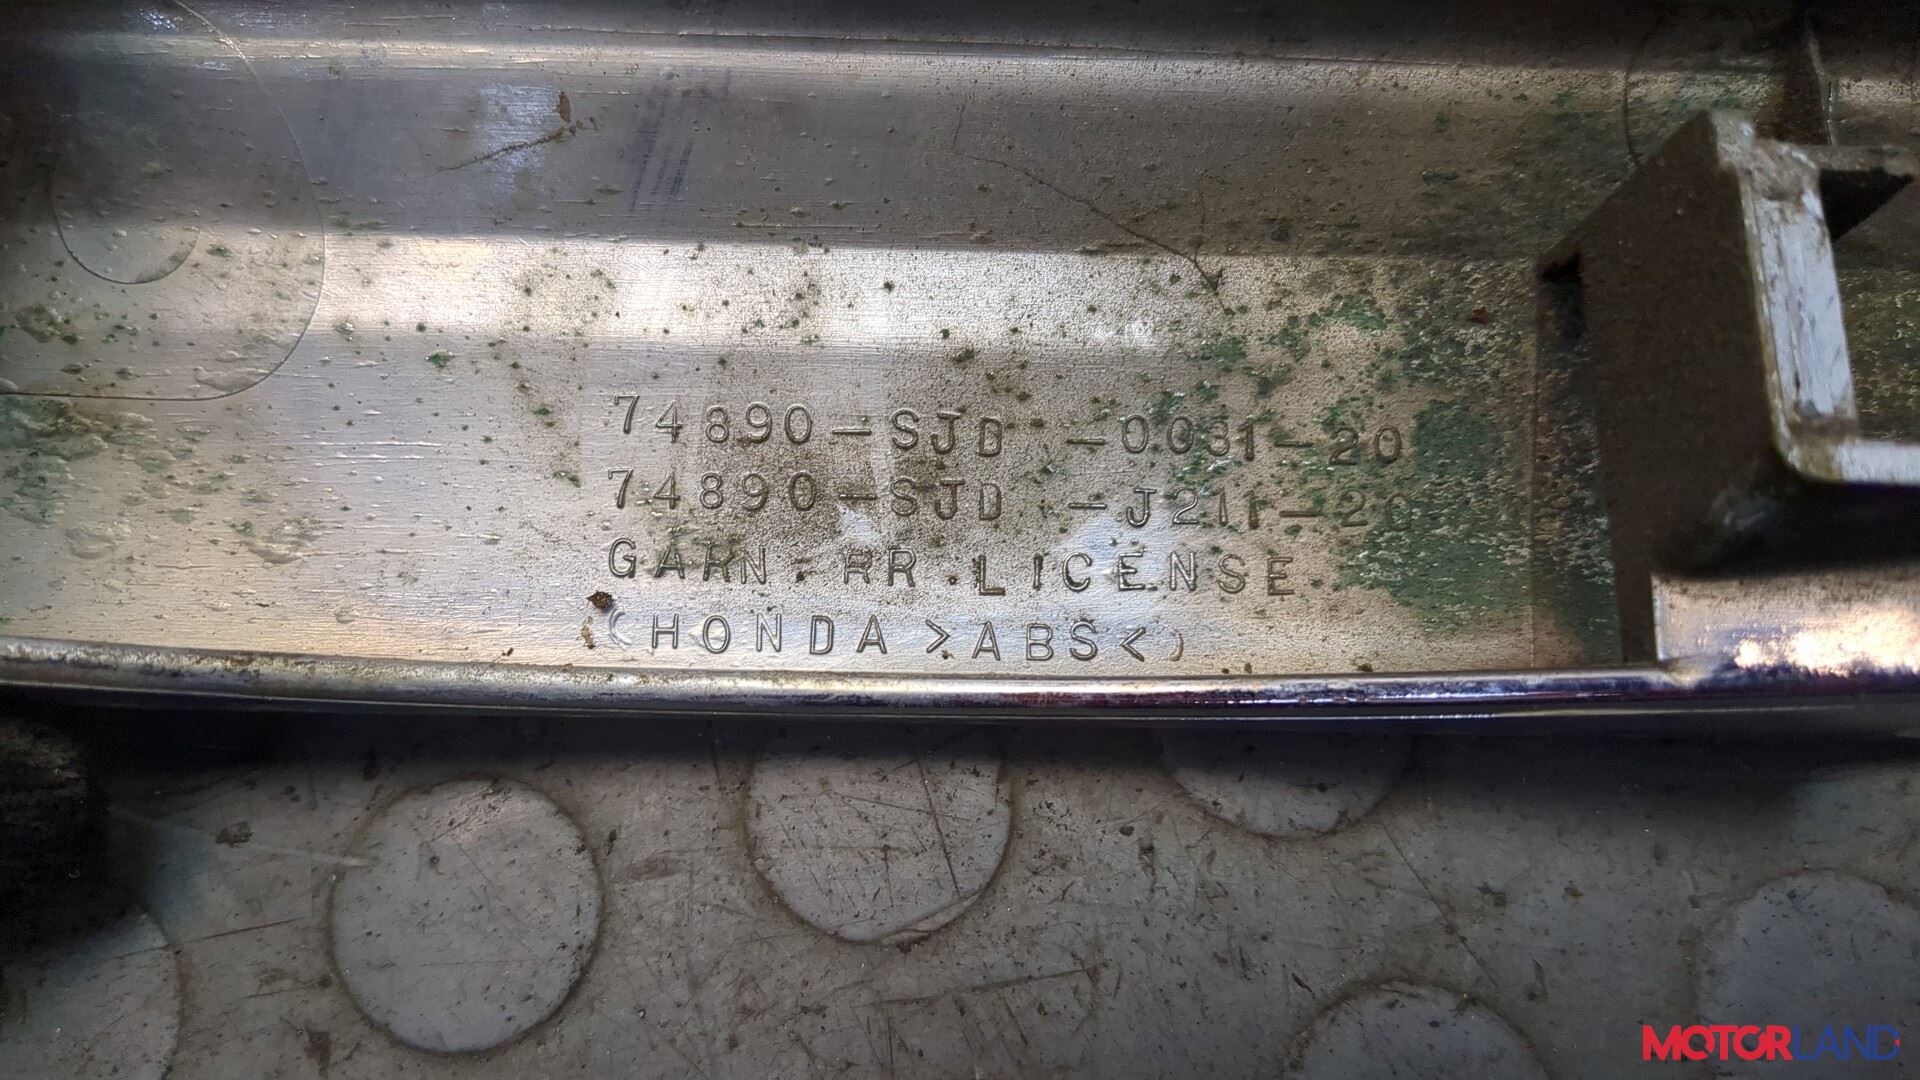 74890-SJD -0031-20
74890-SJD -J211-20
GARN RR LICENSE
(HONDA >ABS<)
MOTORLAND